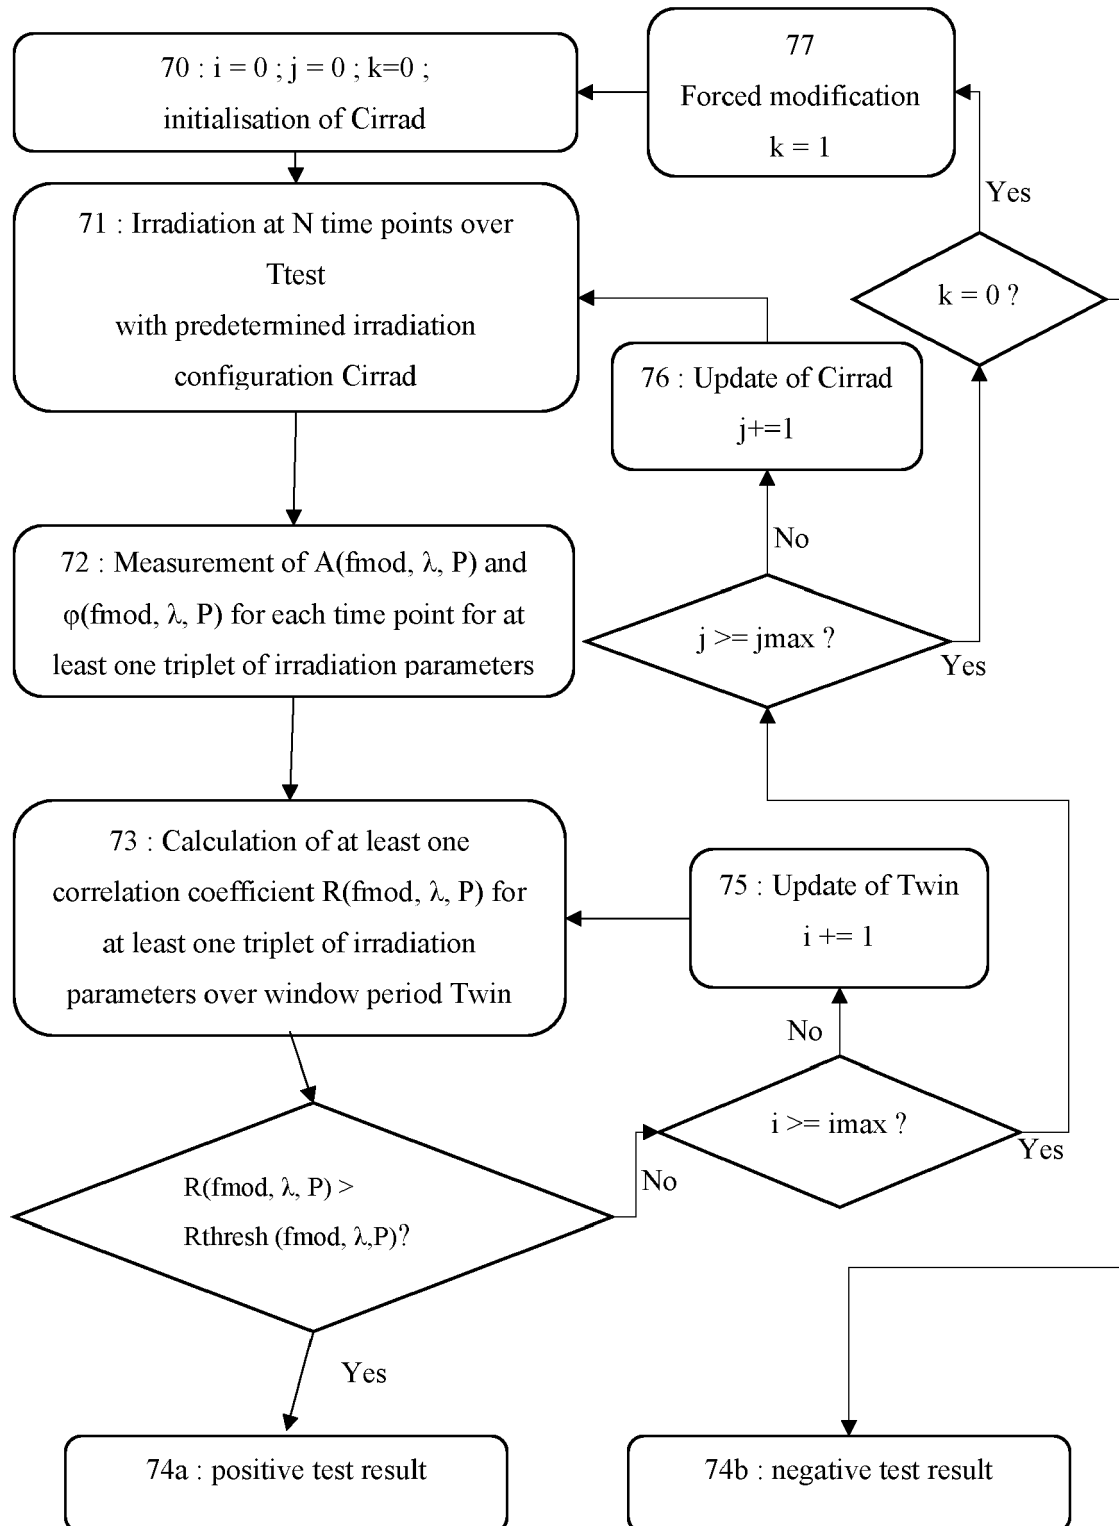 70 : i = 0 ; j = 0 ; k=0 ;
initialisation of Cirrad
77
Forced modification
k = 1
Yes
k = 0 ?
71 : Irradiation at N time points over
Ttest
with predetermined irradiation
configuration Cirrad
76 : Update of Cirrad
j+=1
No
72 : Measurement of A(fmod, λ, P) and
φ(fmod, λ, P) for each time point for at
least one triplet of irradiation parameters
j >= jmax ?
Yes
73 : Calculation of at least one
correlation coefficient R(fmod, λ, P) for
at least one triplet of irradiation
parameters over window period Twin
75 : Update of Twin
i += 1
No
i >= imax ?
Yes
R(fmod, λ, P) >
Rthresh (fmod, λ,P)?
No
Yes
74a : positive test result
74b : negative test result